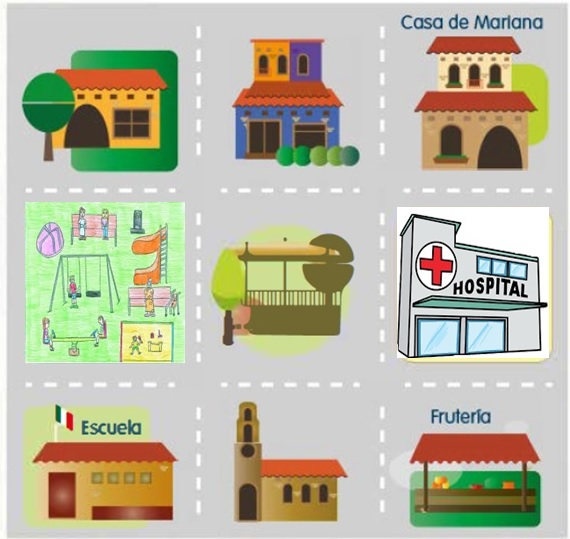 Casa de Mariana
HOSPITAL
Escuela
Frutería